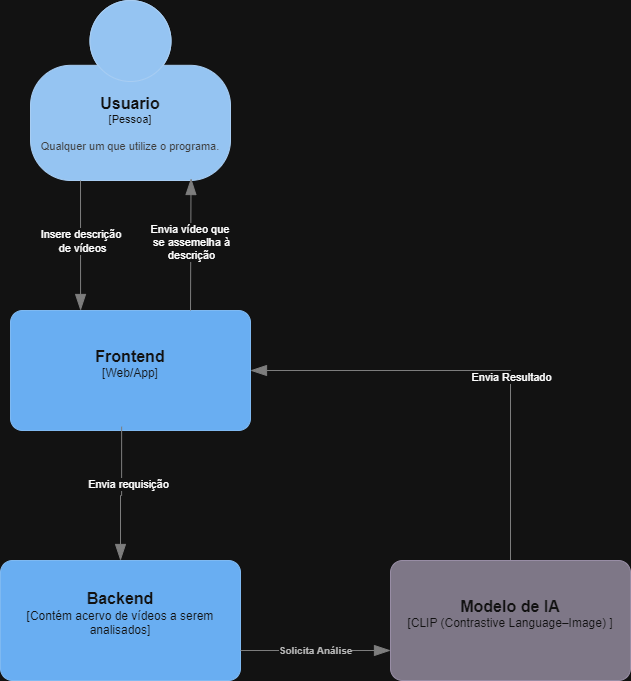 Usuario
[Pessoa]
Qualquer um que utilize o programa.
Insere descrição
de vídeos
Envia vídeo que
se assemelha à
descrição
Frontend
[Web/App]
Envia Resultado
Envia requisição
Backend
[Contém acervo de vídeos a serem
analisados]
Solicita Análise
Modelo de IA
[CLIP (Contrastive Language–Image) ]